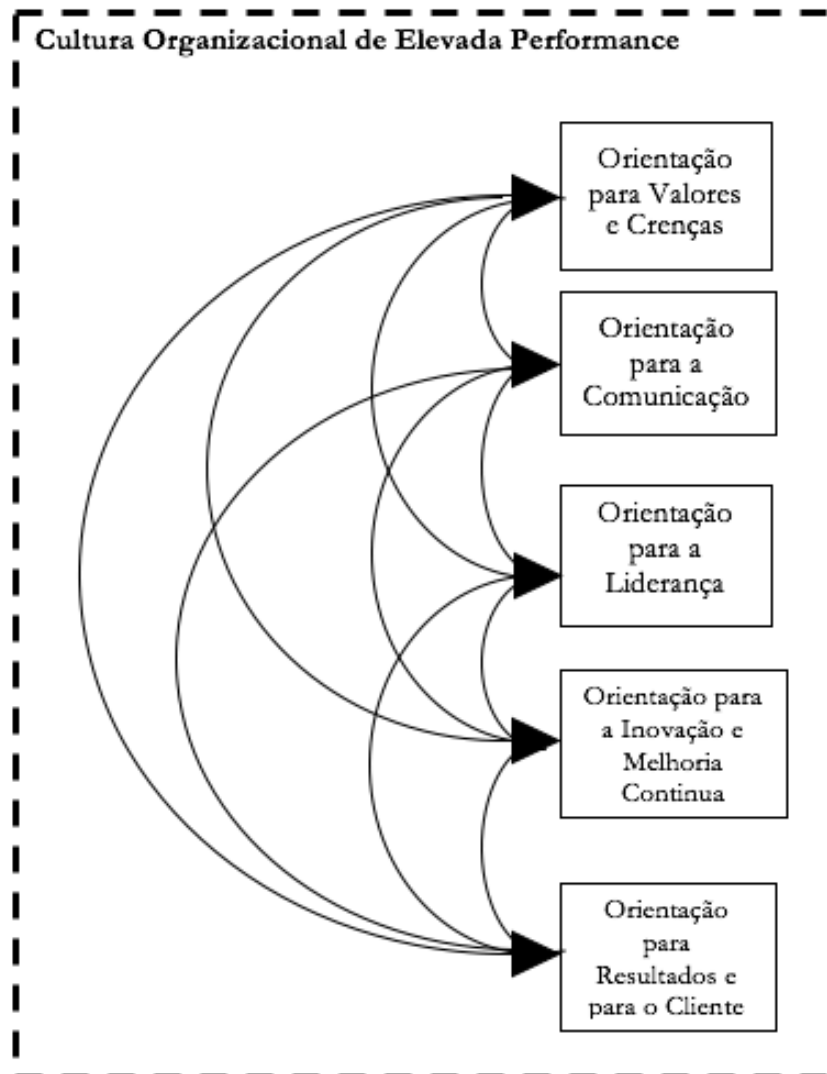 Cultura Organizacional de Elevada Performance
Orientação
para Valores
e Crenças
Orientação
para a
Comunicação
Orientação
para a
Liderança
Orientação para
a Inovação e
Melhoria
Continua
Orientação
para
Resultados e
para o Cliente